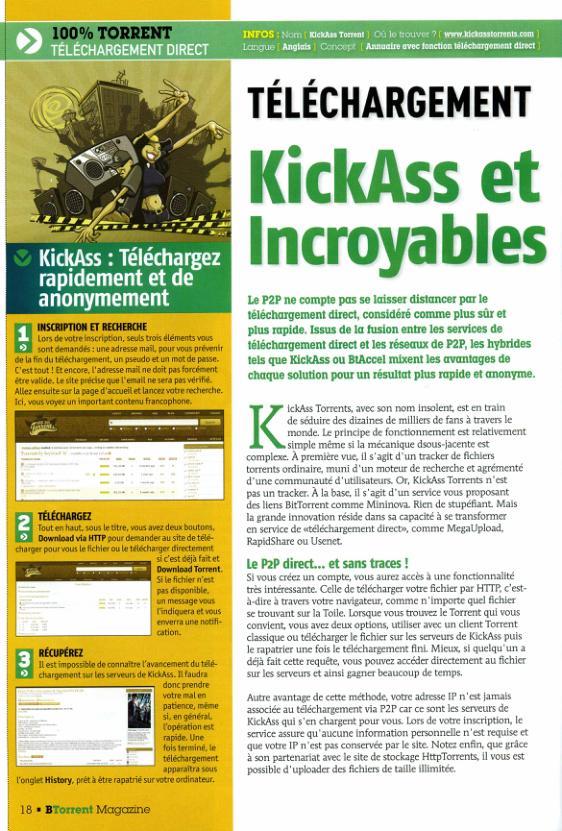 100% TORRENT
TÉLÉCHARGEMENT DIRECT
INFOS : Nom [ KickAss Torrent ] Où le trouver ? [ www.kickasstorrents.com ]
Langue [ Anglais ] Concept [ Annuaire avec fonction téléchargement direct ]
KickAss : Téléchargez
rapidement et de
anonymement
1 INSCRIPTION ET RECHERCHE
Lors de votre inscription, seuls trois éléments vous
sont demandés : une adresse mail, pour vous prévenir
de la fin du téléchargement, un pseudo et un mot de passe.
C'est tout ! Et encore, l'adresse mail ne doit pas forcément
être valide. Le site précise que l'email ne sera pas vérifié.
Allez ensuite sur la page d'accueil et lancez votre recherche.
Ici, vous voyez un important contenu francophone.
2 TÉLÉCHARGEZ
Tout en haut, sous le titre, vous avez deux boutons,
Download via HTTP pour demander au site de télé-
charger pour vous le fichier ou le télécharger directement
si c'est déjà fait et
Download Torrent.
Si le fichier n'est
pas disponible,
un message vous
l'indiquera et vous
enverra une notifi-
cation.
3 RÉCUPÉREZ
Il est impossible de connaître l'avancement du télé-
chargement sur les serveurs de KickAss. Il faudra
donc prendre
votre mal en
patience, même
si, en général,
l'opération est
rapide. Une
fois terminé, le
téléchargement
apparaîtra sous
l'onglet History, prêt à être rapatrié sur votre ordinateur.
18 ▪ BTorrent Magazine
TÉLÉCHARGEMENT
KickAss et
Incroyables
Le P2P ne compte pas se laisser distancer par le
téléchargement direct, considéré comme plus sûr et
plus rapide. Issus de la fusion entre les services de
téléchargement direct et les réseaux de P2P, les hybrides
tels que KickAss ou BtAccel mixent les avantages de
chaque solution pour un résultat plus rapide et anonyme.
KickAss Torrents, avec son nom insolent, est en train
de séduire des dizaines de milliers de fans à travers le
monde. Le principe de fonctionnement est relativement
simple même si la mécanique dsous-jacente est
complexe. À première vue, il s'agit d'un tracker de fichiers
torrents ordinaire, muni d'un moteur de recherche et agrémenté
d'une communauté d'utilisateurs. Or, KickAss Torrents n'est
pas un tracker. À la base, il s'agit d'un service vous proposant
des liens BitTorrent comme Mininova. Rien de stupéfiant. Mais
la grande innovation réside dans sa capacité à se transformer
en service de «téléchargement direct», comme MegaUpload,
RapidShare ou Usenet.
Le P2P direct... et sans traces !
Si vous créez un compte, vous aurez accès à une fonctionnalité
très intéressante. Celle de télécharger votre fichier par HTTP, c'est-
à-dire à travers votre navigateur, comme n'importe quel fichier
se trouvant sur la Toile. Lorsque vous trouvez le Torrent qui vous
convient, vous avez deux options, utiliser avec un client Torrent
classique ou télécharger le fichier sur les serveurs de KickAss puis
le rapatrier une fois le téléchargement fini. Mieux, si quelqu'un a
déjà fait cette requête, vous pouvez accéder directement au fichier
sur les serveurs et ainsi gagner beaucoup de temps.
Autre avantage de cette méthode, votre adresse IP n'est jamais
associée au téléchargement via P2P car ce sont les serveurs de
KickAss qui s'en chargent pour vous. Lors de votre inscription, le
service assure qu'aucune information personnelle n'est requise et
que votre IP n'est pas conservée par le site. Notez enfin, que grâce
à son partenariat avec le site de stockage HttpTorrents, il vous est
possible d'uploader des fichiers de taille illimitée.